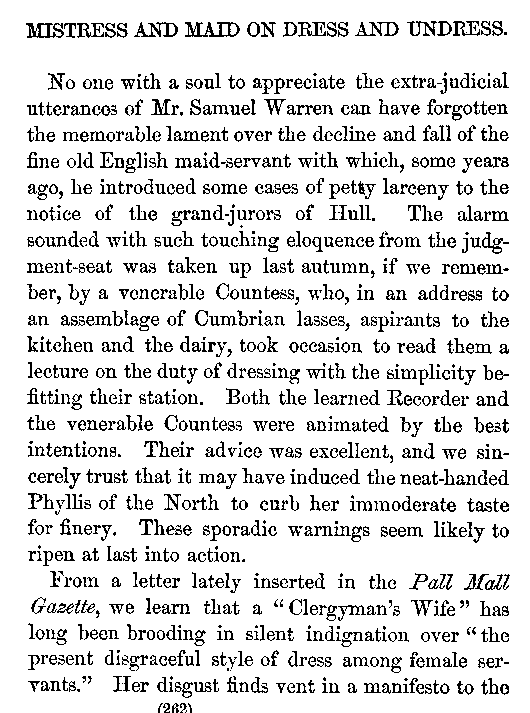 MISTRESS AND MAID ON DRESS AND UNDRESS.
No one with a soul to appreciate the extra-judicial
utterances of Mr. Samuel Warren can have forgotten
the memorable lament over the decline and fall of the
fine old English maid-servant with which, some years
ago, he introduced some cases of petty larceny to the
notice of the grand-jurors of Hull. The alarm
sounded with such touching eloquence from the judg-
ment-seat was taken up last autumn, if we remem-
ber, by a venerable Countess, who, in an address to
an assemblage of Cumbrian lasses, aspirants to the
kitchen and the dairy, took occasion to read them a
lecture on the duty of dressing with the simplicity be-
fitting their station. Both the learned Recorder and
the venerable Countess were animated by the best
intentions. Their advice was excellent, and we sin-
cerely trust that it may have induced the neat-handed
Phyllis of the North to curb her immoderate taste
for finery. These sporadic warnings seem likely to
ripen at last into action.
From a letter lately inserted in the Pall Mall
Gazette, we learn that a "Clergyman's Wife" has
long been brooding in silent indignation over "the
present disgraceful style of dress among female ser-
vants." Her disgust finds vent in a manifesto to the
(262)